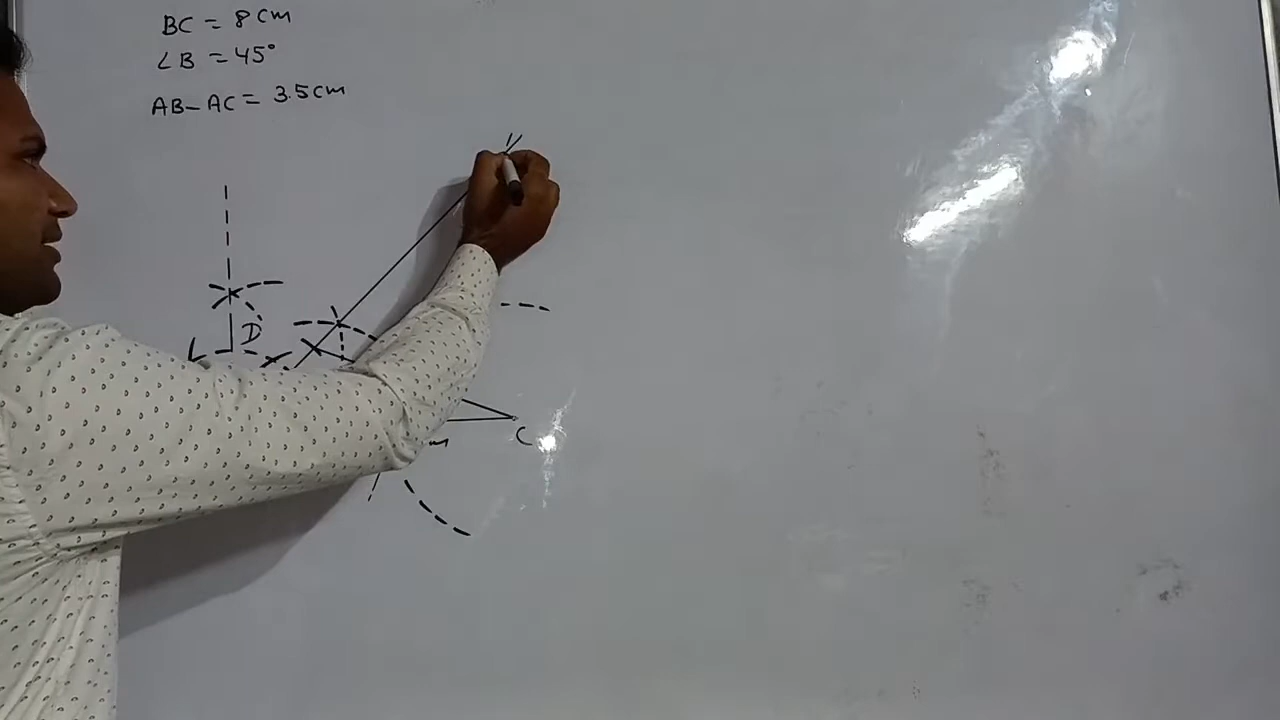 BC = 8 cm
∠B = 45°
AB - AC = 3.5 cm
D
C